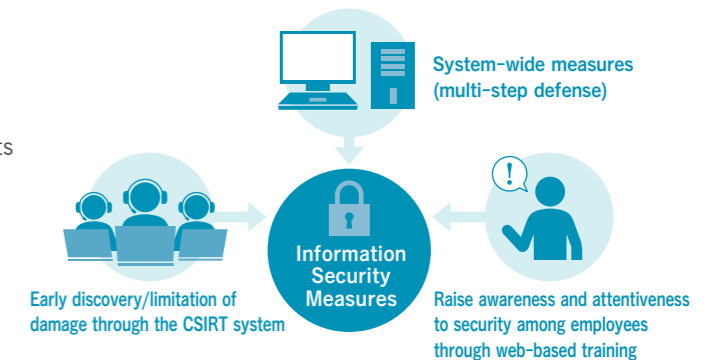 System-wide measures
(multi-step defense)
ts
!
Information
Security
Measures
Early discovery/limitation of
damage through the CSIRT system
Raise awareness and attentiveness
to security among employees
through web-based training